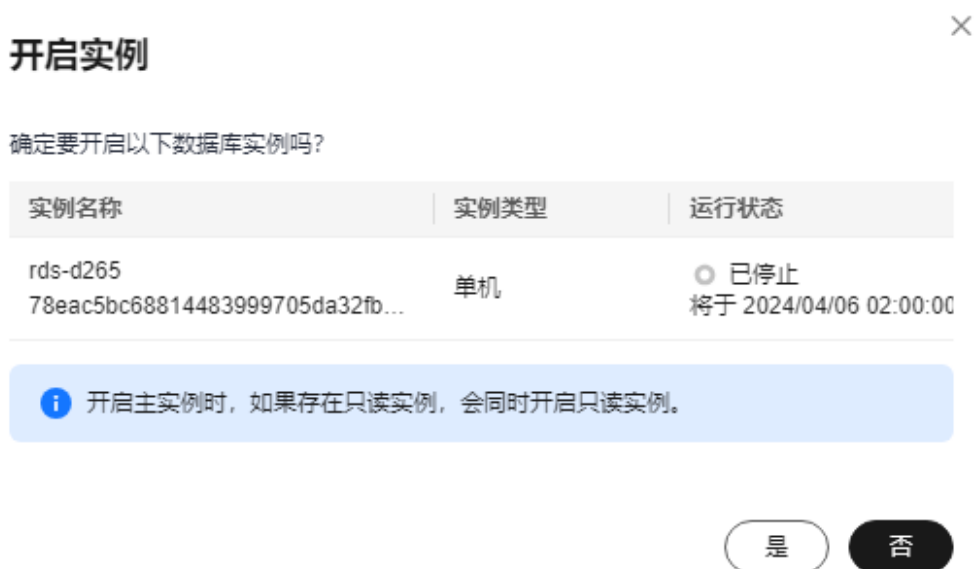 开启实例
确定要开启以下数据库实例吗？
实例名称 实例类型 运行状态
rds-d265
78eac5bc68814483999705da32fb...
单机
已停止
将于 2024/04/06 02:00:00
开启主实例时，如果存在只读实例，会同时开启只读实例。
是 否